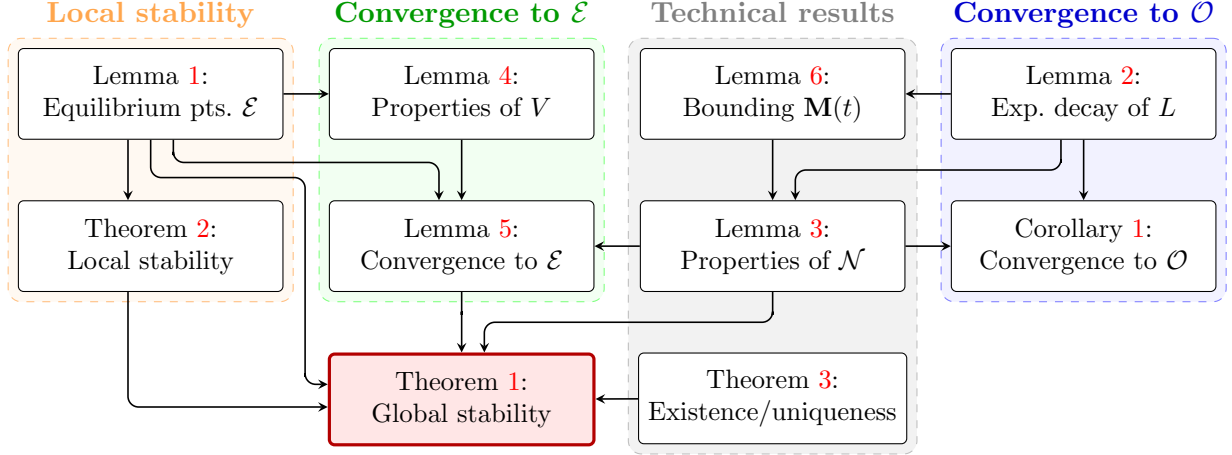 Local stability
Convergence to ℰ
Technical results
Convergence to 𝒪
Lemma 1:
Equilibrium pts. ℰ
Lemma 4:
Properties of V
Lemma 6:
Bounding M(t)
Lemma 2:
Exp. decay of L
Theorem 2:
Local stability
Lemma 5:
Convergence to ℰ
Lemma 3:
Properties of 𝒩
Corollary 1:
Convergence to 𝒪
Theorem 1:
Global stability
Theorem 3:
Existence/uniqueness